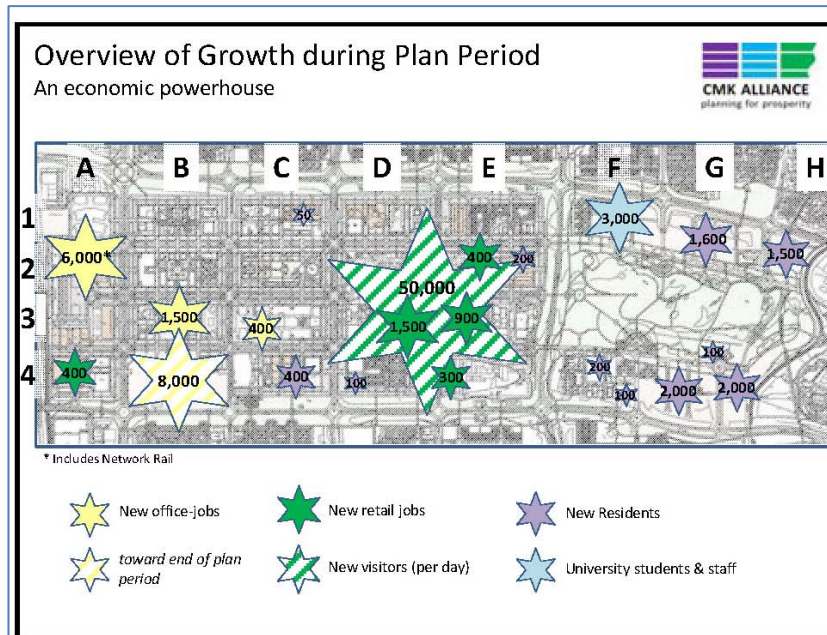 Overview of Growth during Plan Period
An economic powerhouse
CMK ALLIANCE
planning for prosperity
A B C D E F G H
1
50
3,000
1,600
6,000*
2
400
200
1,500
50,000
3
1,500
400
1,500
900
4
400
8,000
400
100
300
200
100
100
2,000
2,000
* Includes Network Rail
New office-jobs
New retail jobs
New Residents
toward end of plan
period
New visitors (per day)
University students & staff